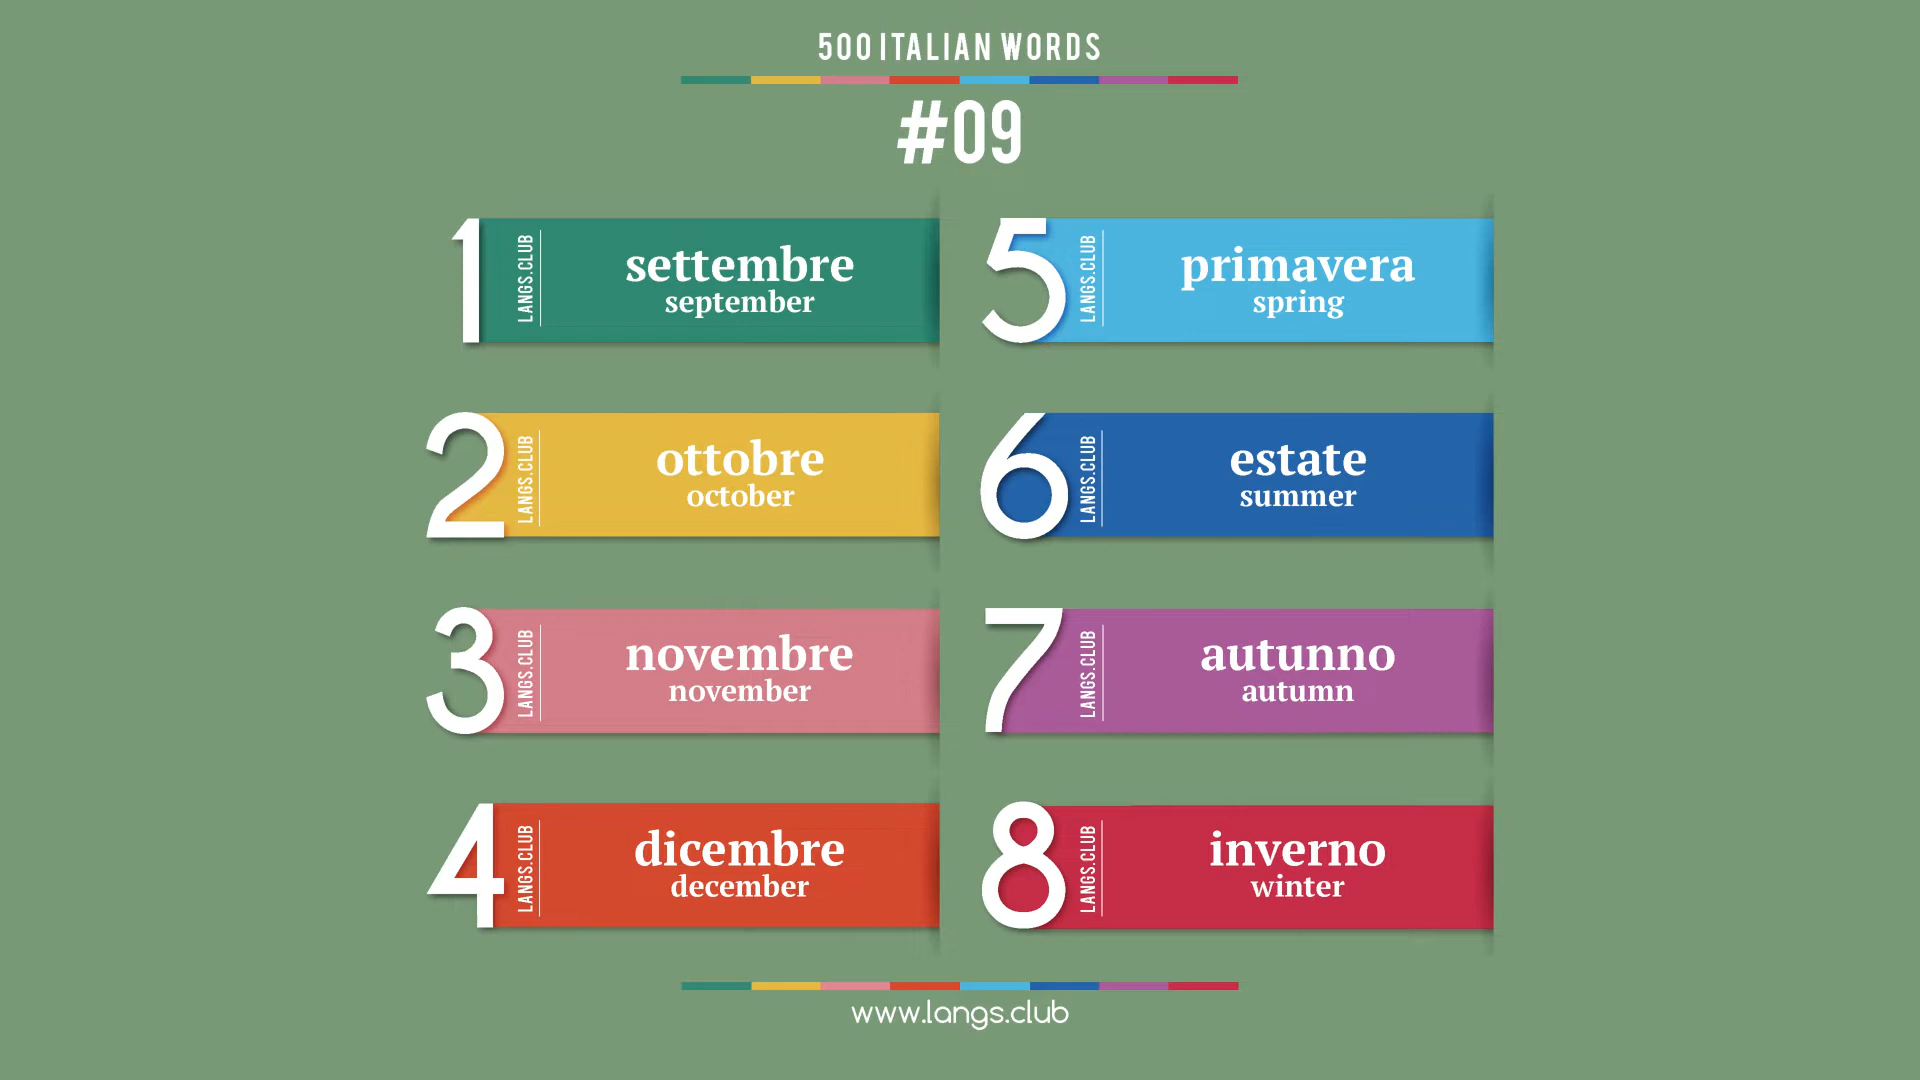 500 ITALIAN WORDS
#09
1
LANGS.CLUB
settembre
september
2
LANGS.CLUB
ottobre
october
3
LANGS.CLUB
novembre
november
4
LANGS.CLUB
dicembre
december
5
LANGS.CLUB
primavera
spring
6
LANGS.CLUB
estate
summer
7
LANGS.CLUB
autunno
autumn
8
LANGS.CLUB
inverno
winter
www.langs.club